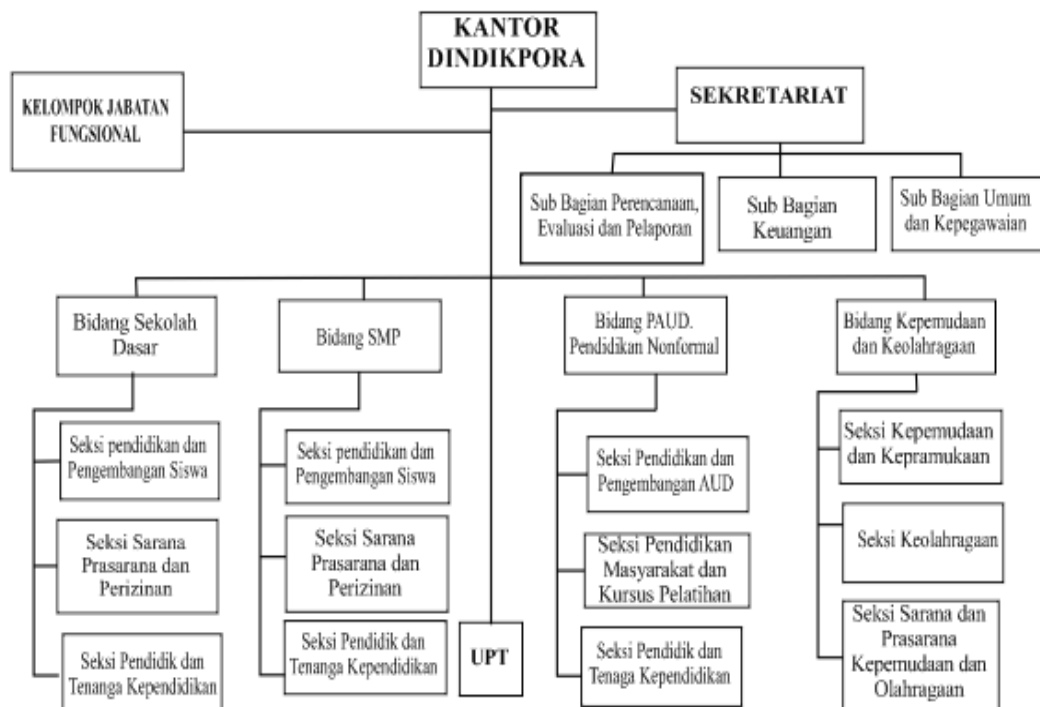 KANTOR
DINDIKPORA
KELOMPOK JABATAN
FUNGSIONAL
SEKRETARIAT
Sub Bagian Perencanaan,
Evaluasi dan Pelaporan
Sub Bagian
Keuangan
Sub Bagian Umum
dan Kepegawaian
Bidang Sekolah
Dasar
Bidang SMP
Bidang PAUD.
Pendidikan Nonformal
Bidang Kepemudaan
dan Keolahragaan
Seksi pendidikan dan
Pengembangan Siswa
Seksi Sarana
Prasarana dan
Perizinan
Seksi Pendidik dan
Tenanga Kependidikan
Seksi pendidikan dan
Pengembangan Siswa
Seksi Sarana
Prasarana dan
Perizinan
Seksi Pendidik dan
Tenanga Kependidikan
UPT
Seksi Pendidikan dan
Pengembangan AUD
Seksi Pendidikan
Masyarakat dan
Kursus Pelatihan
Seksi Pendidik dan
Tenaga Kependidikan
Seksi Kepemudaan
dan Kepramukaan
Seksi Keolahragaan
Seksi Sarana dan
Prasarana
Kepemudaan dan
Olahragaan